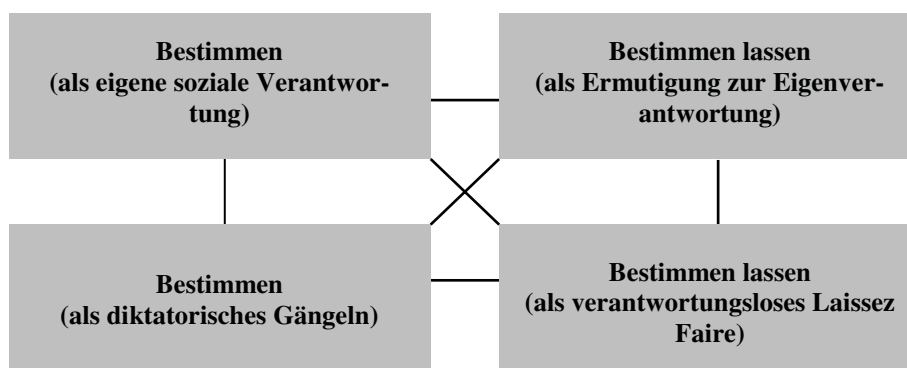 Bestimmen
(als eigene soziale Verantwor-
tung)
Bestimmen lassen
(als Ermutigung zur Eigenver-
antwortung)
Bestimmen
(als diktatorisches Gängeln)
Bestimmen lassen
(als verantwortungsloses Laissez
Faire)